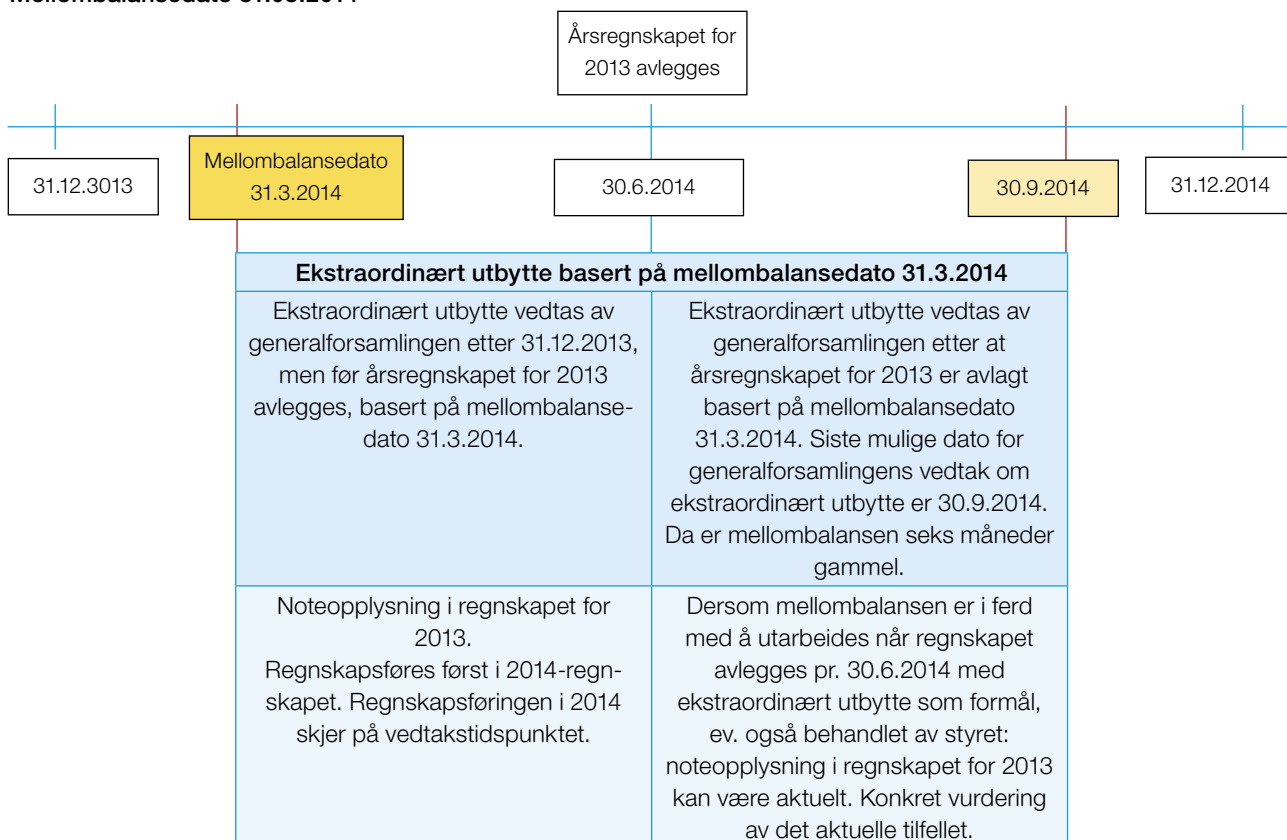 Årsregnskapet for
2013 avlegges
31.12.3013
Mellombalansedato
31.3.2014
30.6.2014
30.9.2014
31.12.2014
Ekstraordinært utbytte basert på mellombalansedato 31.3.2014
Ekstraordinært utbytte vedtas av
generalforsamlingen etter 31.12.2013,
men før årsregnskapet for 2013
avlegges, basert på mellombalanse-
dato 31.3.2014.
Ekstraordinært utbytte vedtas av
generalforsamlingen etter at
årsregnskapet for 2013 er avlagt
basert på mellombalansedato
31.3.2014. Siste mulige dato for
generalforsamlingens vedtak om
ekstraordinært utbytte er 30.9.2014.
Da er mellombalansen seks måneder
gammel.
Noteopplysning i regnskapet for
2013.
Regnskapsføres først i 2014-regn-
skapet. Regnskapsføringen i 2014
skjer på vedtakstidspunktet.
Dersom mellombalansen er i ferd
med å utarbeides når regnskapet
avlegges pr. 30.6.2014 med
ekstraordinært utbytte som formål,
ev. også behandlet av styret:
noteopplysning i regnskapet for 2013
kan være aktuelt. Konkret vurdering
av det aktuelle tilfellet.